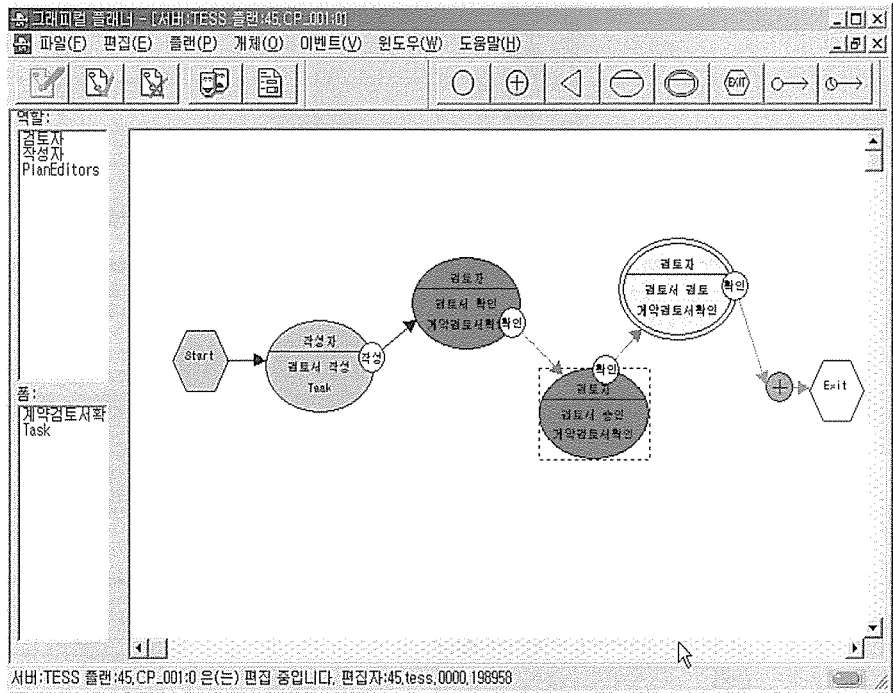 그래피컬 플래너 - [서버:TESS 플랜:45,CP_001:0]
파일(F) 편집(E) 플랜(P) 개체(O) 이벤트(V) 윈도우(W) 도움말(H)
EXIT
역할:
검토자
작성자
PlanEditors
폼:
계약검토서확
Task
Start
작성자
검토서 작성
Task
작성
검토자
검토서 확인
계약검토서확
확인
확인
검토자
검토서 승인
계약검토서확인
검토자
검토서 검토
계약검토서확인
확인
Exit
서버:TESS 플랜:45,CP_001:0 은(는) 편집 중입니다, 편집자:45,tess,0000,198958